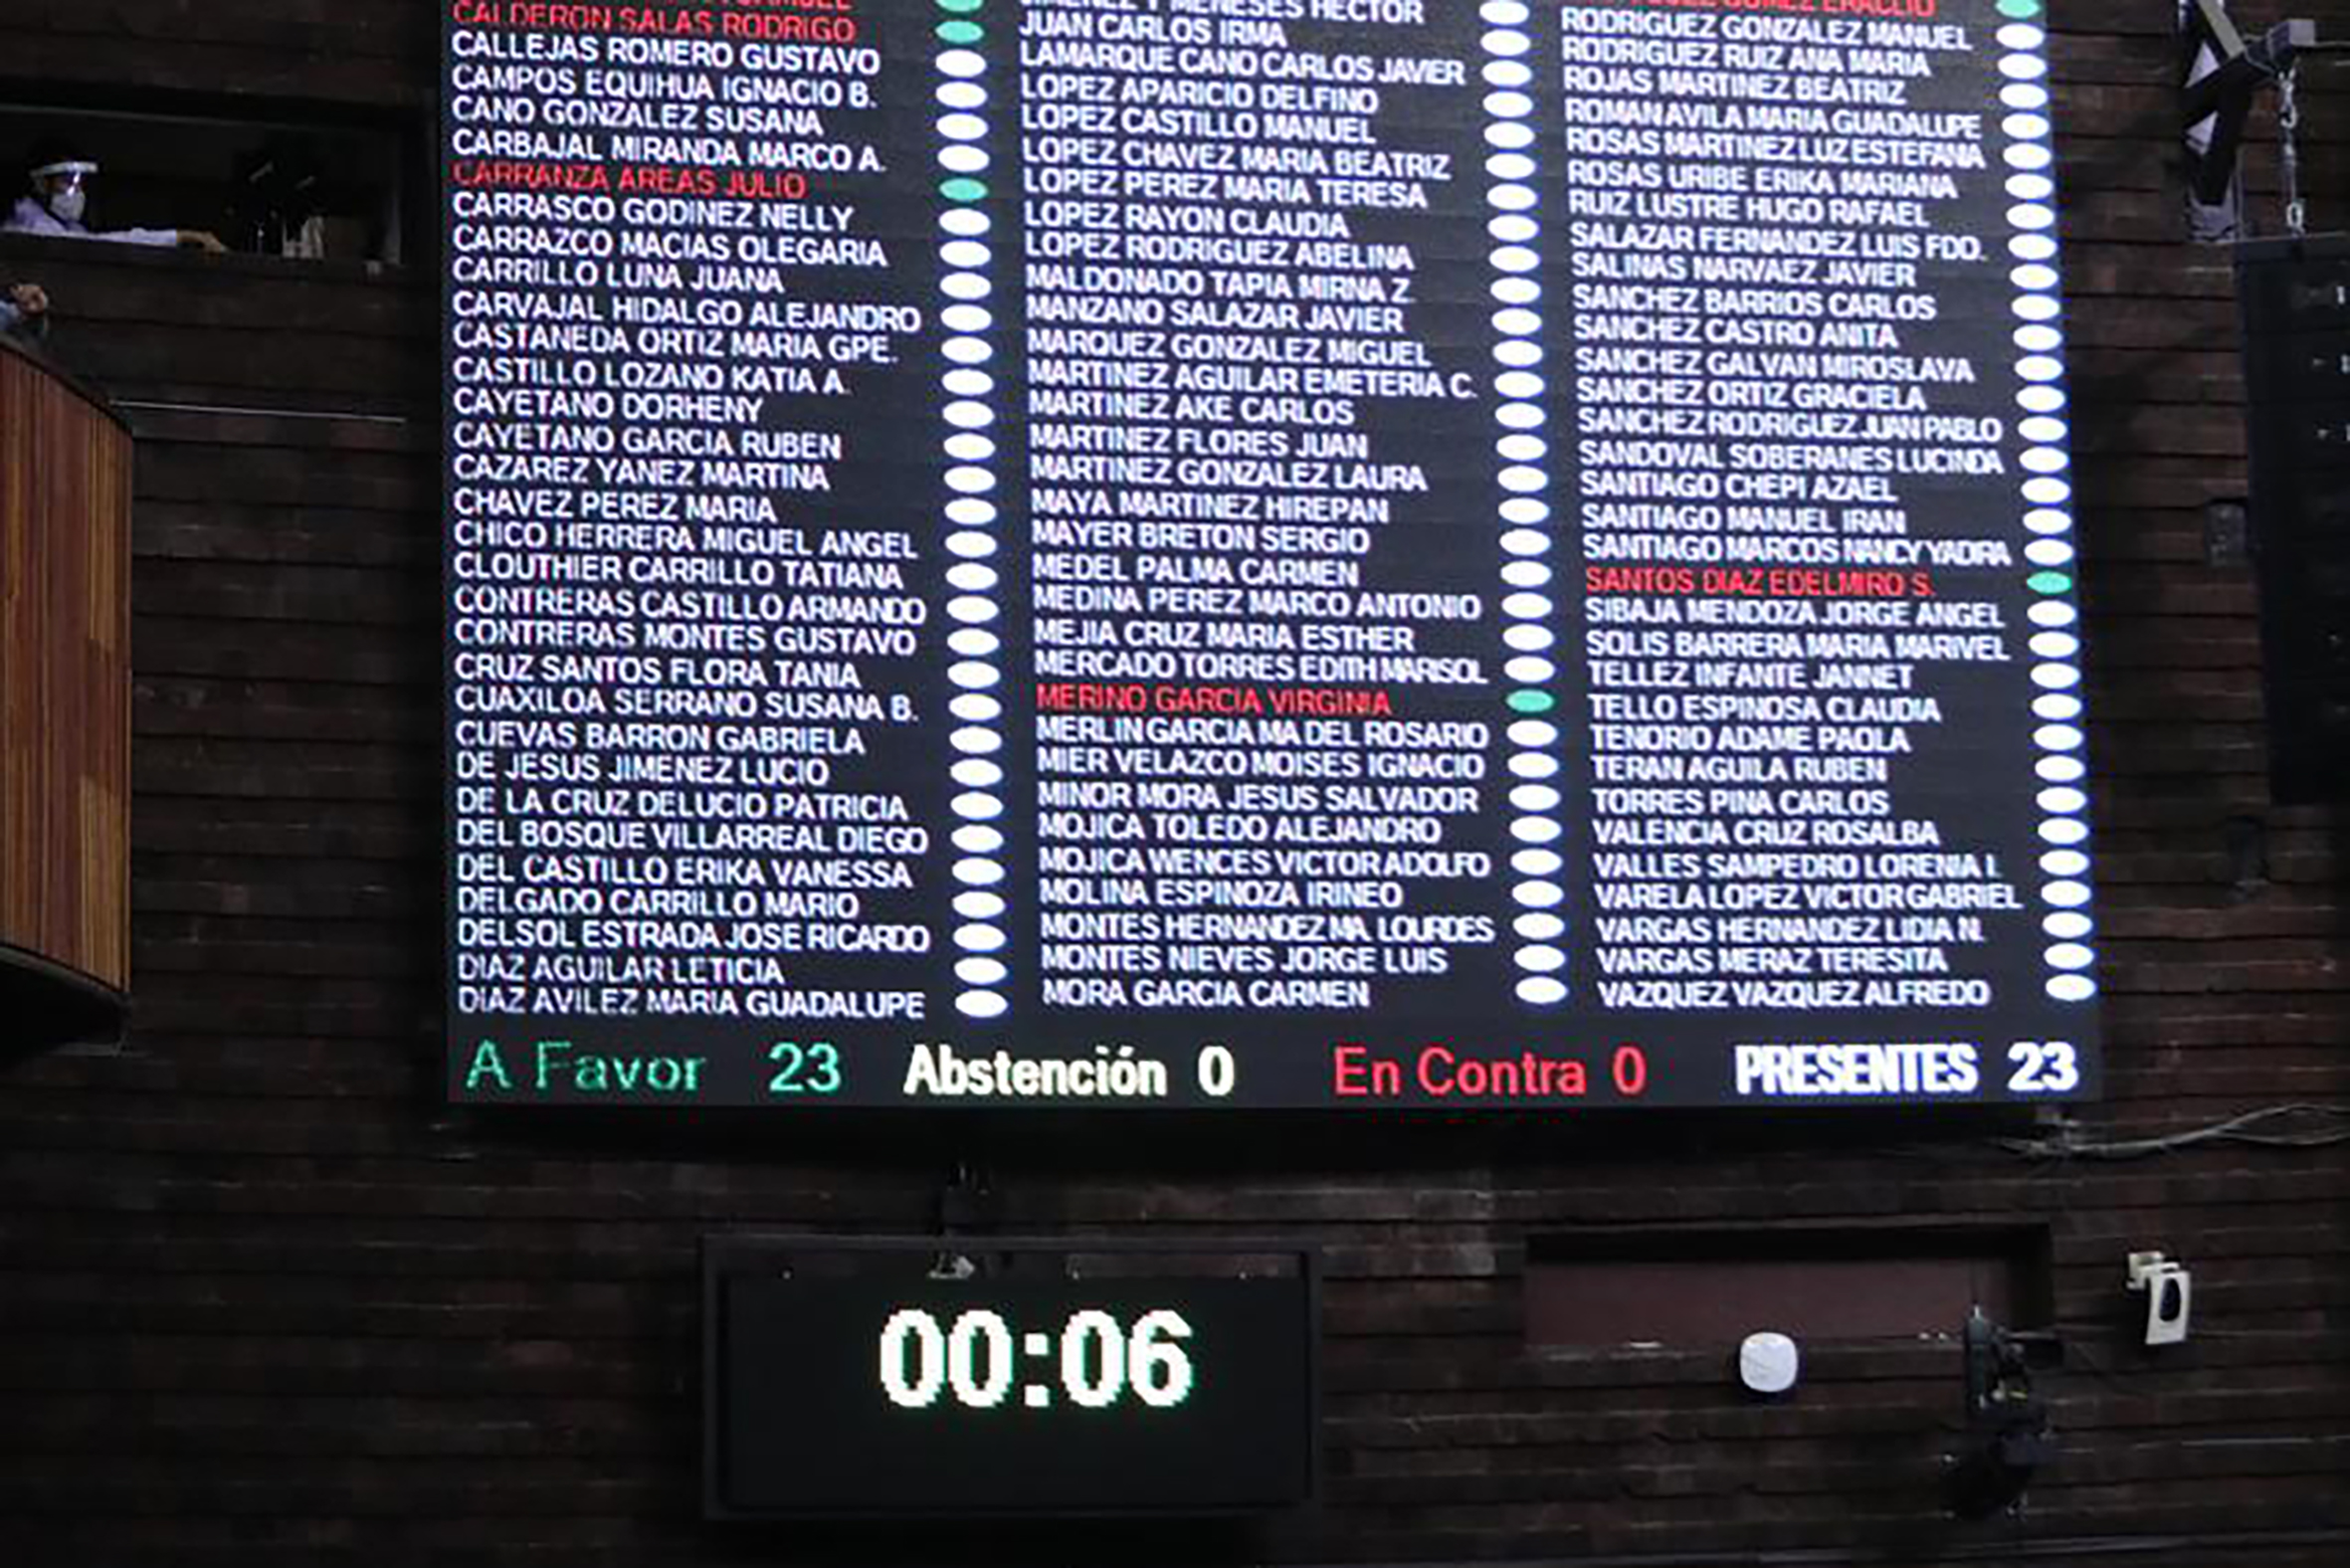 CALDERON SALAS RODRIGO
CALLEJAS ROMERO GUSTAVO
CAMPOS EQUIHUA IGNACIO B.
CANO GONZALEZ SUSANA
CARBAJAL MIRANDA MARCO A.
CARRANZA AREAS JULIO
CARRASCO GODINEZ NELLY
CARRAZCO MACIAS OLEGARIA
CARRILLO LUNA JUANA
CARVAJAL HIDALGO ALEJANDRO
CASTANEDA ORTIZ MARIA GPE.
CASTILLO LOZANO KATIA A.
CAYETANO DORHENY
CAYETANO GARCIA RUBEN
CAZAREZ YANEZ MARTINA
CHAVEZ PEREZ MARIA
CHICO HERRERA MIGUEL ANGEL
CLOUTHIER CARRILLO TATIANA
CONTRERAS CASTILLO ARMANDO
CONTRERAS MONTES GUSTAVO
CRUZ SANTOS FLORA TANIA
CUAXILOA SERRANO SUSANA B.
CUEVAS BARRON GABRIELA
DE JESUS JIMENEZ LUCIO
DE LA CRUZ DELUCIO PATRICIA
DEL BOSQUE VILLARREAL DIEGO
DEL CASTILLO ERIKA VANESSA
DELGADO CARRILLO MARIO
DELSOL ESTRADA JOSE RICARDO
DIAZ AGUILAR LETICIA
DIAZ AVILEZ MARIA GUADALUPE
JIMENEZ Y MENESES HECTOR
JUAN CARLOS IRMA
LAMARQUE CANO CARLOS JAVIER
LOPEZ APARICIO DELFINO
LOPEZ CASTILLO MANUEL
LOPEZ CHAVEZ MARIA BEATRIZ
LOPEZ PEREZ MARIA TERESA
LOPEZ RAYON CLAUDIA
LOPEZ RODRIGUEZ ABELINA
MALDONADO TAPIA MIRNA Z.
MANZANO SALAZAR JAVIER
MARQUEZ GONZALEZ MIGUEL
MARTINEZ AGUILAR EMETERIA C.
MARTINEZ AKE CARLOS
MARTINEZ FLORES JUAN
MARTINEZ GONZALEZ LAURA
MAYA MARTINEZ HIREPAN
MAYER BRETON SERGIO
MEDEL PALMA CARMEN
MEDINA PEREZ MARCO ANTONIO
MEJIA CRUZ MARIA ESTHER
MERCADO TORRES EDITH MARISOL
MERINO GARCIA VIRGINIA
MERLIN GARCIA MA DEL ROSARIO
MIER VELAZCO MOISES IGNACIO
MINOR MORA JESUS SALVADOR
MOJICA TOLEDO ALEJANDRO
MOJICA WENCES VICTOR ADOLFO
MOLINA ESPINOZA IRINEO
MONTES HERNANDEZ MA. LOURDES
MONTES NIEVES JORGE LUIS
MORA GARCIA CARMEN
GOMEZ ERACLIO
RODRIGUEZ GONZALEZ MANUEL
RODRIGUEZ RUIZ ANA MARIA
ROJAS MARTINEZ BEATRIZ
ROMAN AVILA MARIA GUADALUPE
ROSAS MARTINEZ LUZ ESTEFANIA
ROSAS URIBE ERIKA MARIANA
RUIZ LUSTRE HUGO RAFAEL
SALAZAR FERNANDEZ LUIS FDO.
SALINAS NARVAEZ JAVIER
SANCHEZ BARRIOS CARLOS
SANCHEZ CASTRO ANITA
SANCHEZ GALVAN MIROSLAVA
SANCHEZ ORTIZ GRACIELA
SANCHEZ RODRIGUEZ JUAN PABLO
SANDOVAL SOBERANES LUCINDA
SANTIAGO CHEPI AZAEL
SANTIAGO MANUEL IRAN
SANTIAGO MARCOS NANCY YADIRA
SANTOS DIAZ EDELMIRO S.
SIBAJA MENDOZA JORGE ANGEL
SOLIS BARRERA MARIA MARIVEL
TELLEZ INFANTE JANNET
TELLO ESPINOSA CLAUDIA
TENORIO ADAME PAOLA
TERAN AGUILA RUBEN
TORRES PINA CARLOS
VALENCIA CRUZ ROSALBA
VALLES SAMPEDRO LORENIA I.
VARELA LOPEZ VICTOR GABRIEL
VARGAS HERNANDEZ LIDIA N.
VARGAS MERAZ TERESITA
VAZQUEZ VAZQUEZ ALFREDO
A Favor 23 Abstención 0 En Contra 0 PRESENTES 23
00:06